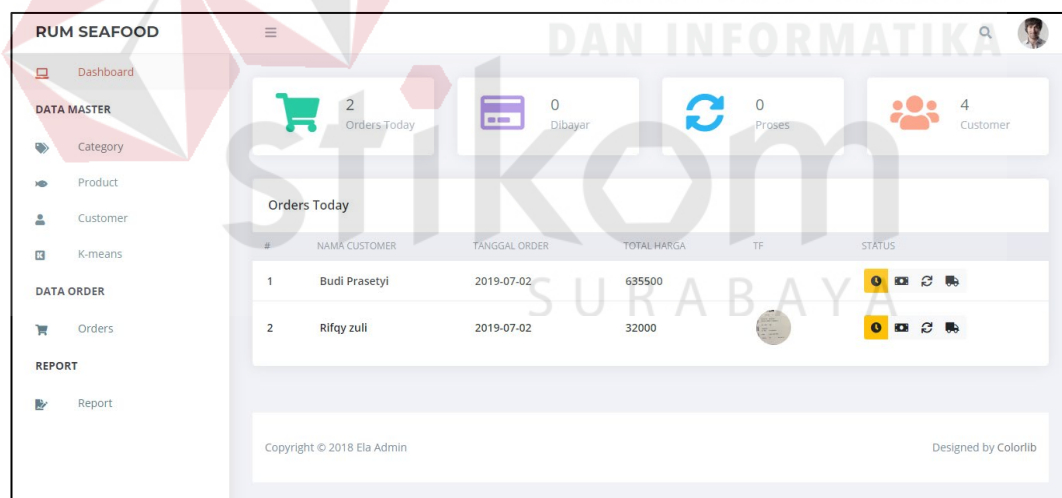 RUM SEAFOOD
Dashboard
DATA MASTER
Category
Product
Customer
K-means
DATA ORDER
Orders
REPORT
Report
DAN INFORMATIKA
2
Orders Today
0
Dibayar
0
Proses
4
Customer
stikom
Orders Today
# NAMA CUSTOMER TANGGAL ORDER TOTAL HARGA TF STATUS
1 Budi Prasetyi 2019-07-02 635500
SURABAYA
2 Rifqy zuli 2019-07-02 32000
Copyright © 2018 Ela Admin
Designed by Colorlib